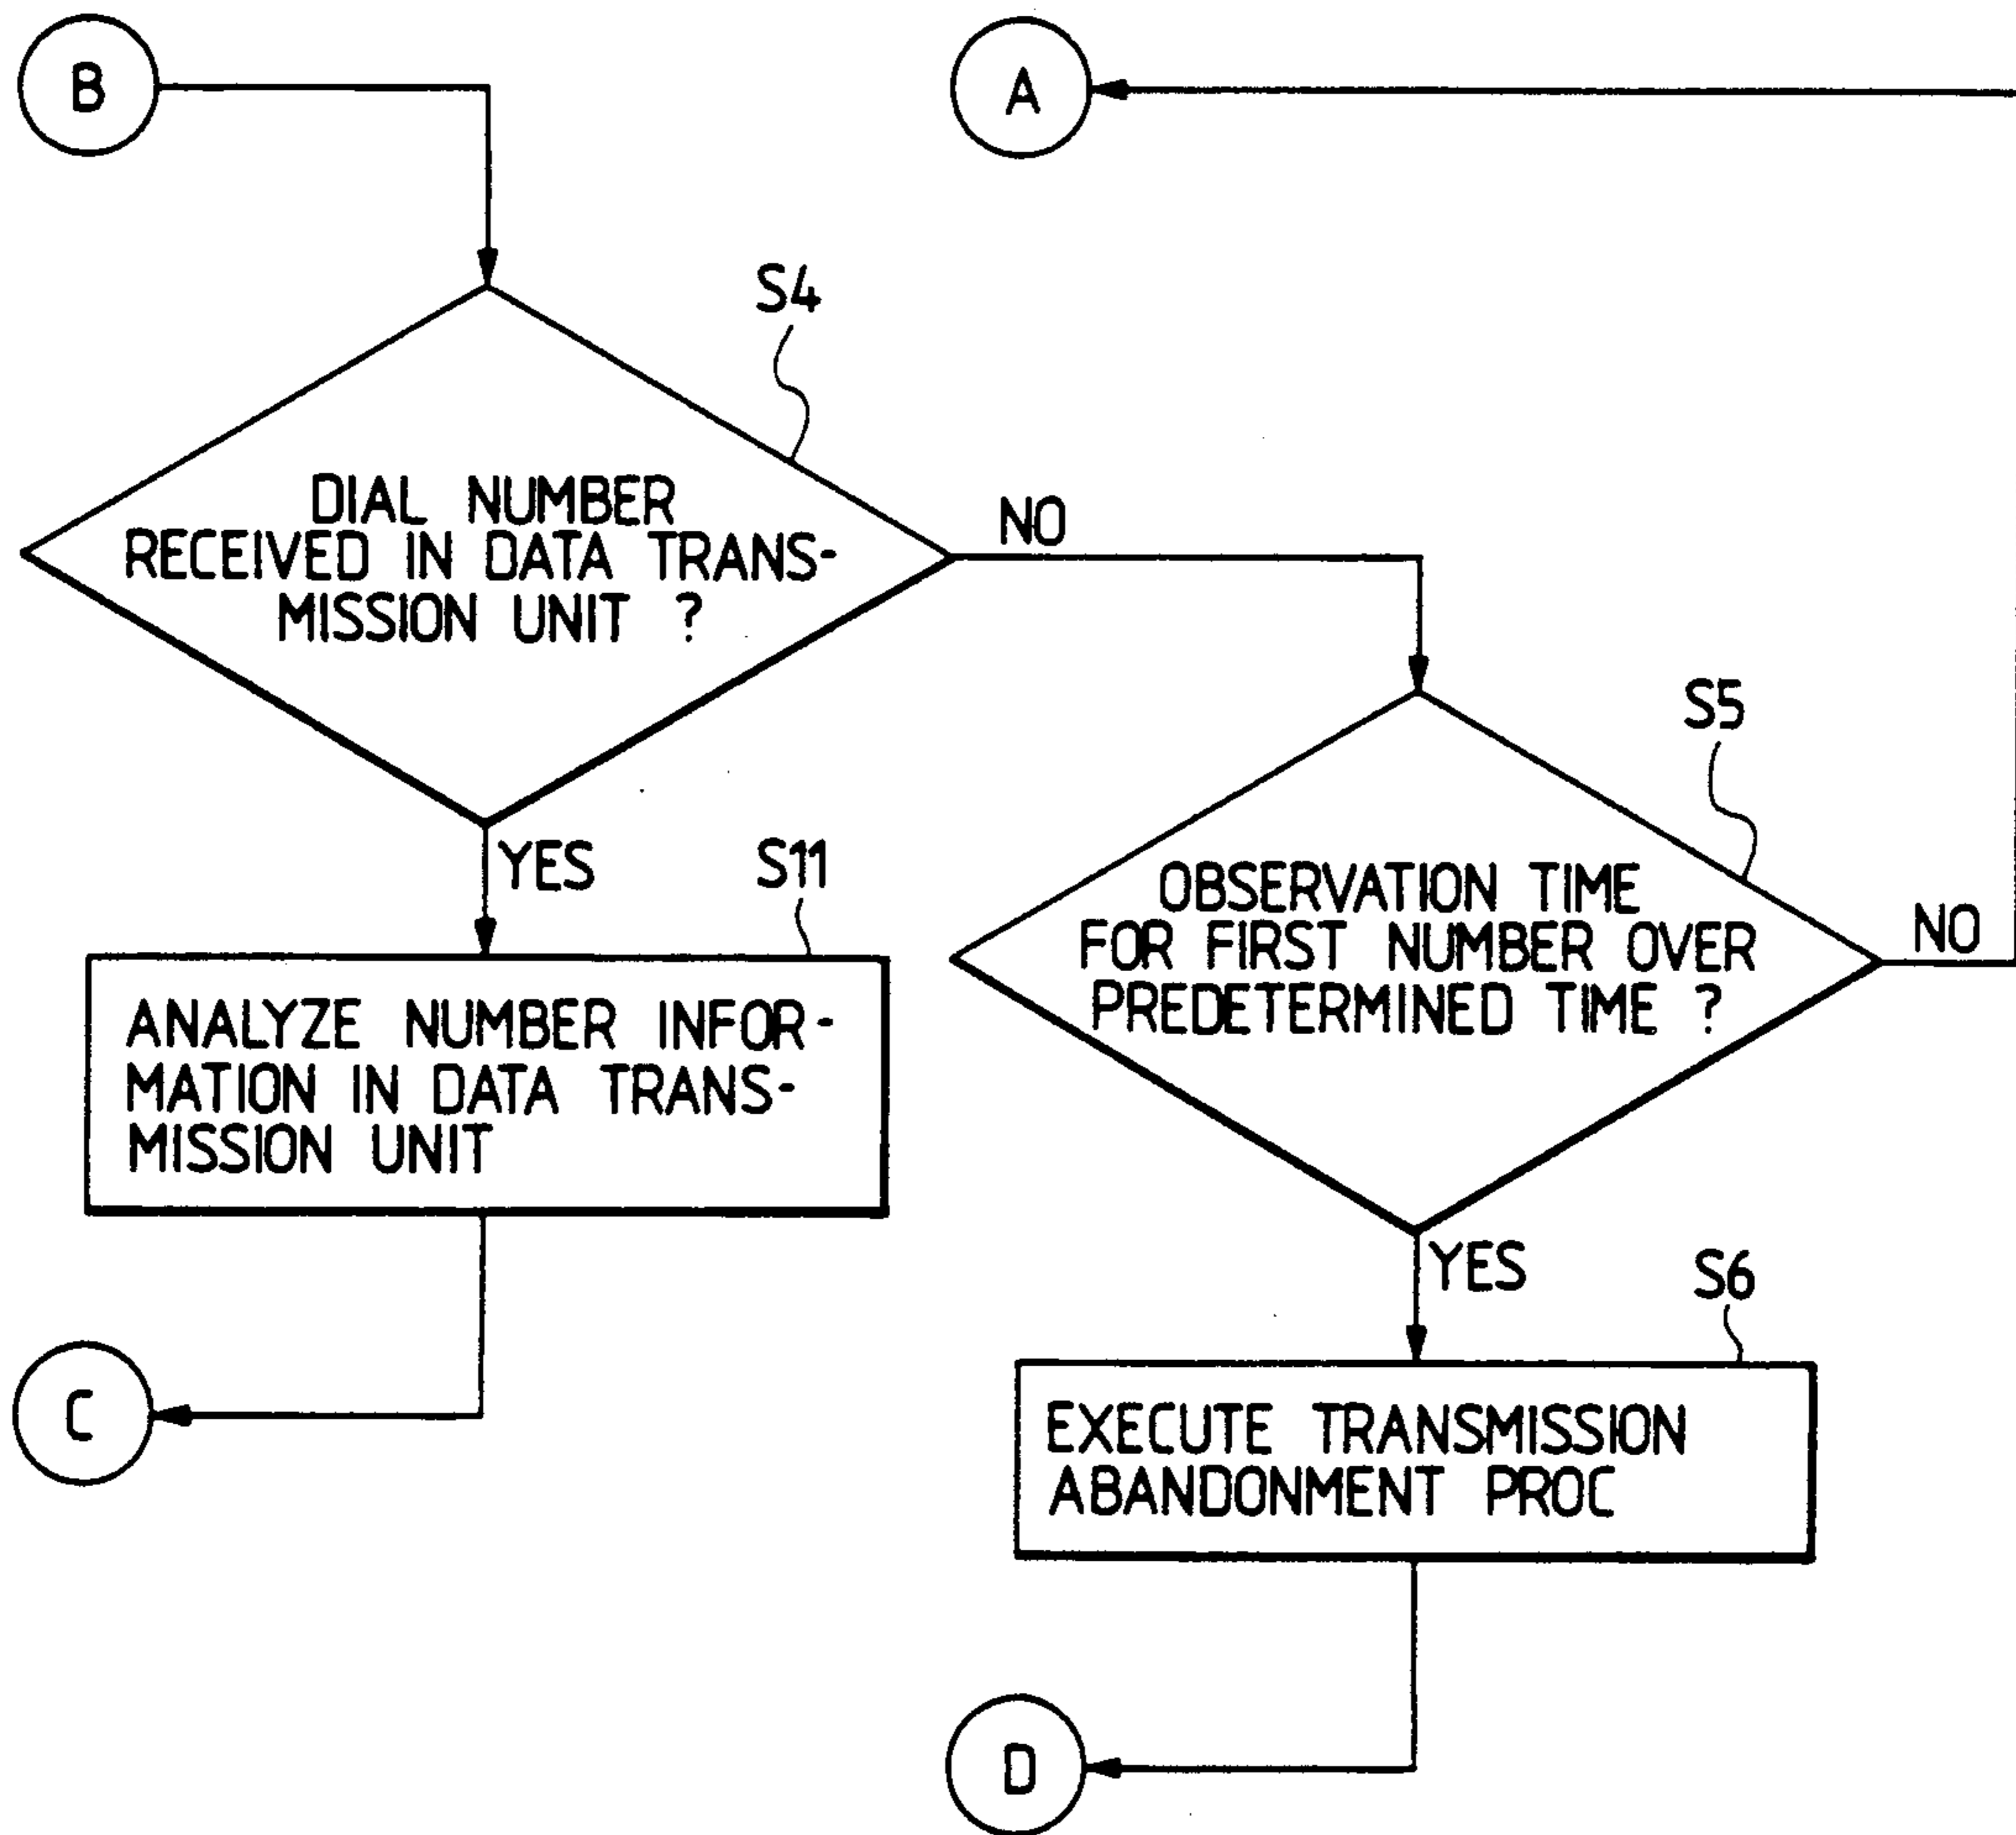 B
A
S4
DIAL NUMBER
RECEIVED IN DATA TRANS-
MISSION UNIT ?
NO
YES
S5
OBSERVATION TIME
FOR FIRST NUMBER OVER
PREDETERMINED TIME ?
NO
S11
ANALYZE NUMBER INFOR-
MATION IN DATA TRANS-
MISSION UNIT
YES
S6
EXECUTE TRANSMISSION
ABANDONMENT PROC
C
D